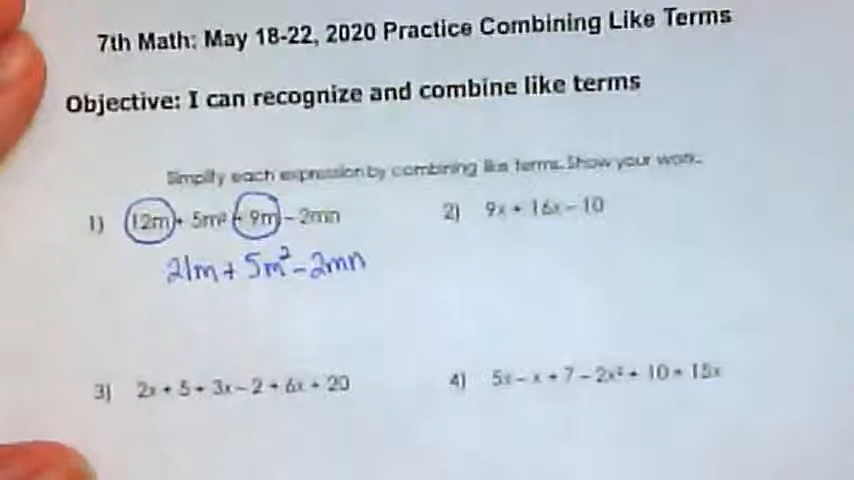 7th Math: May 18-22, 2020 Practice Combining Like Terms
Objective: I can recognize and combine like terms
Simplify each expression by combining like terms. Show your work.
1) 12m + 5m² + 9m - 2mn
2) 9x + 16x - 10
21m + 5m² - 2mn
3) 2x + 5 + 3x - 2 + 6x + 20
4) 5x - x + 7 - 2x² + 10 + 15x